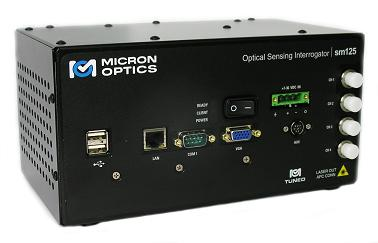 MICRON
OPTICS
Optical Sensing Interrogator | sm125
CH 1
CH 2
CH 3
CH 4
READY
CLIENT
POWER
LAN
COM 1
VGA
TUNED
LASER OUT
APC CONN